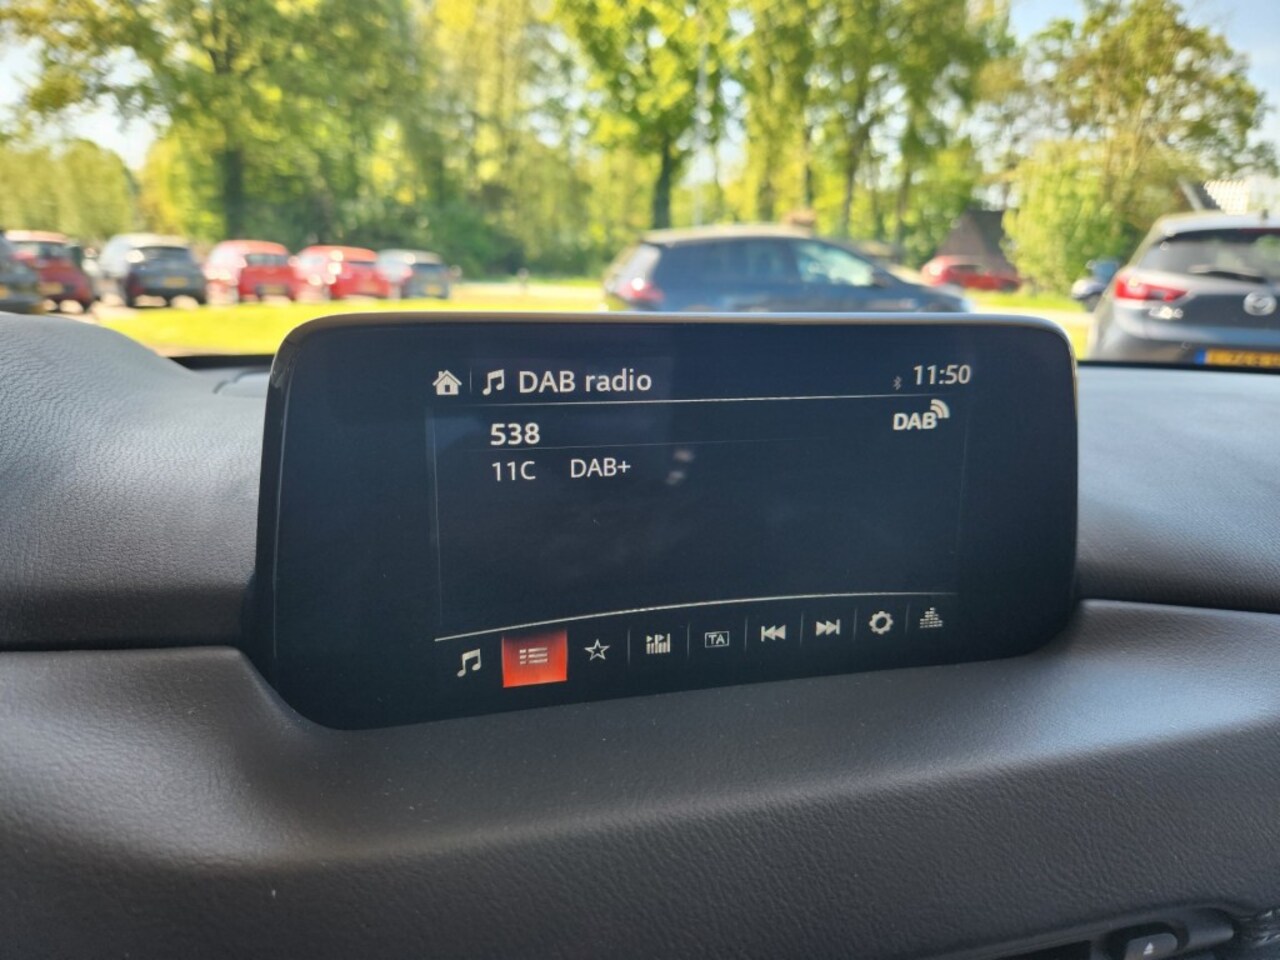 DAB radio 11:50
538 DAB
11C DAB+
TA